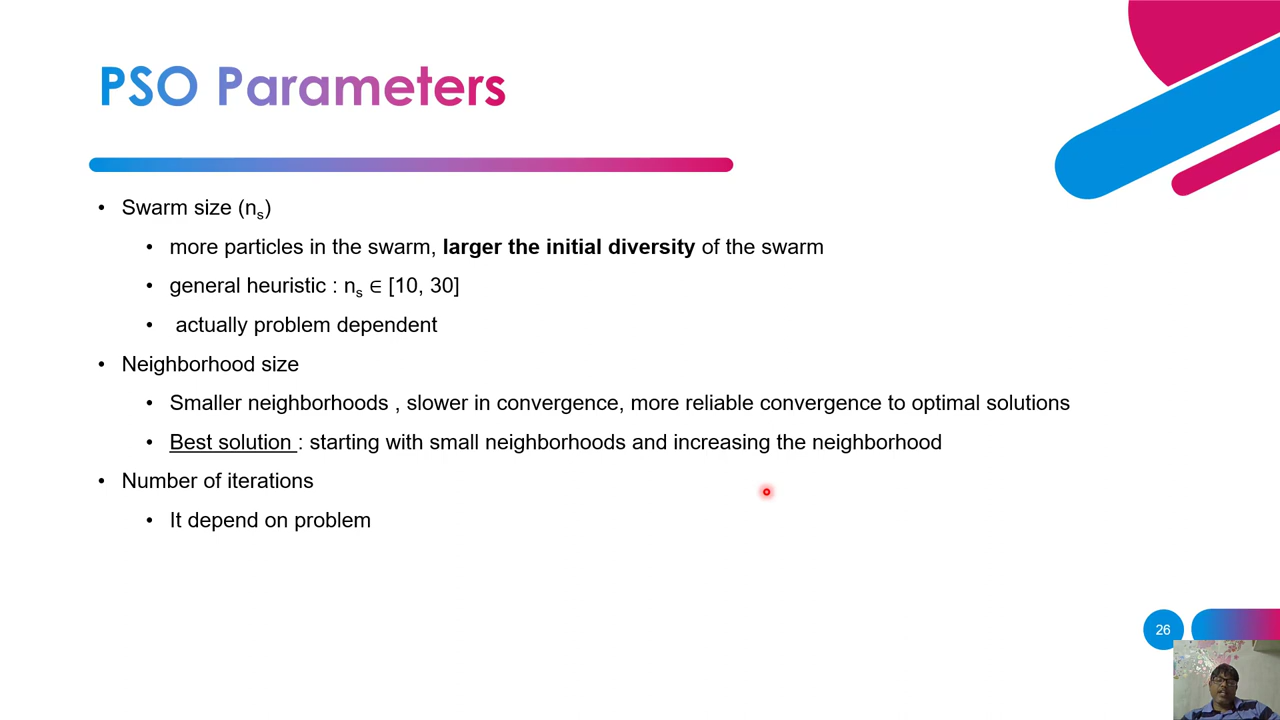 PSO Parameters
• Swarm size (ns)
• more particles in the swarm, larger the initial diversity of the swarm
• general heuristic : ns ∈ [10, 30]
• actually problem dependent
• Neighborhood size
• Smaller neighborhoods , slower in convergence, more reliable convergence to optimal solutions
• Best solution : starting with small neighborhoods and increasing the neighborhood
• Number of iterations
• It depend on problem
26